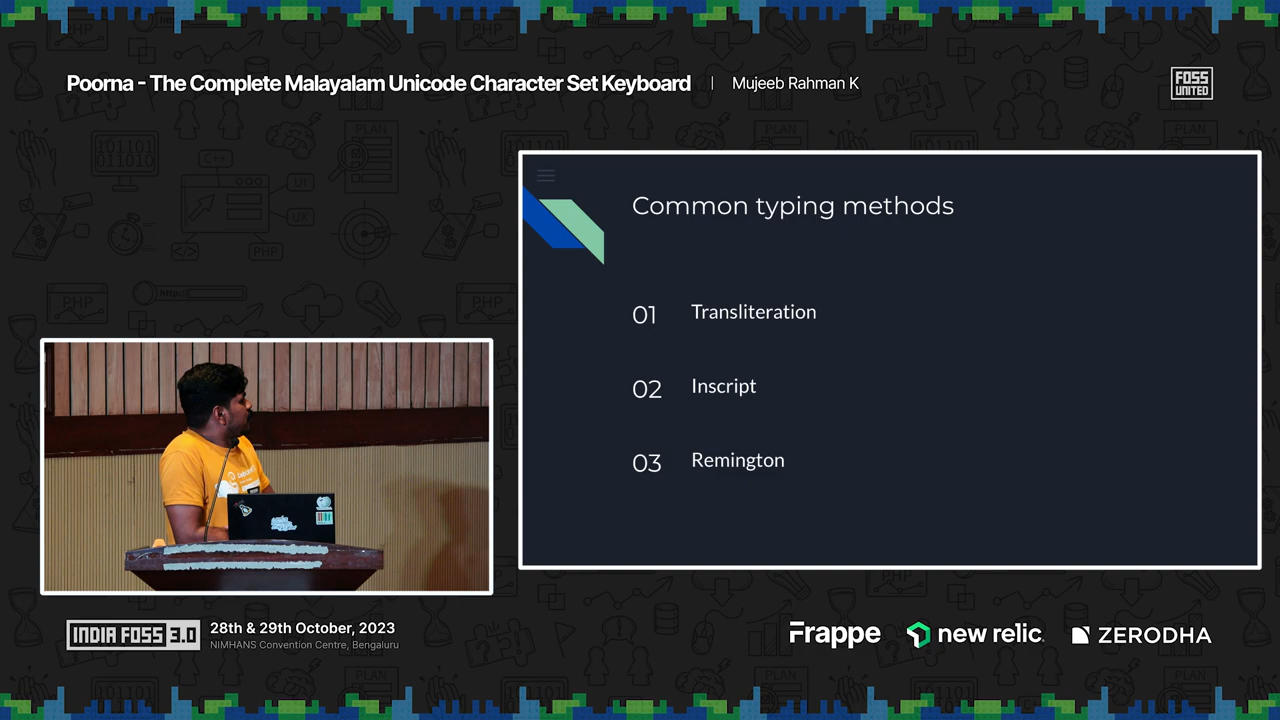 Poorna - The Complete Malayalam Unicode Character Set Keyboard | Mujeeb Rahman K
FOSS UNITED
Common typing methods
01 Transliteration
02 Inscript
03 Remington
INDIA FOSS 3.0
28th & 29th October, 2023
NIMHANS Convention Centre, Bengaluru
Frappe
new relic
ZERODHA